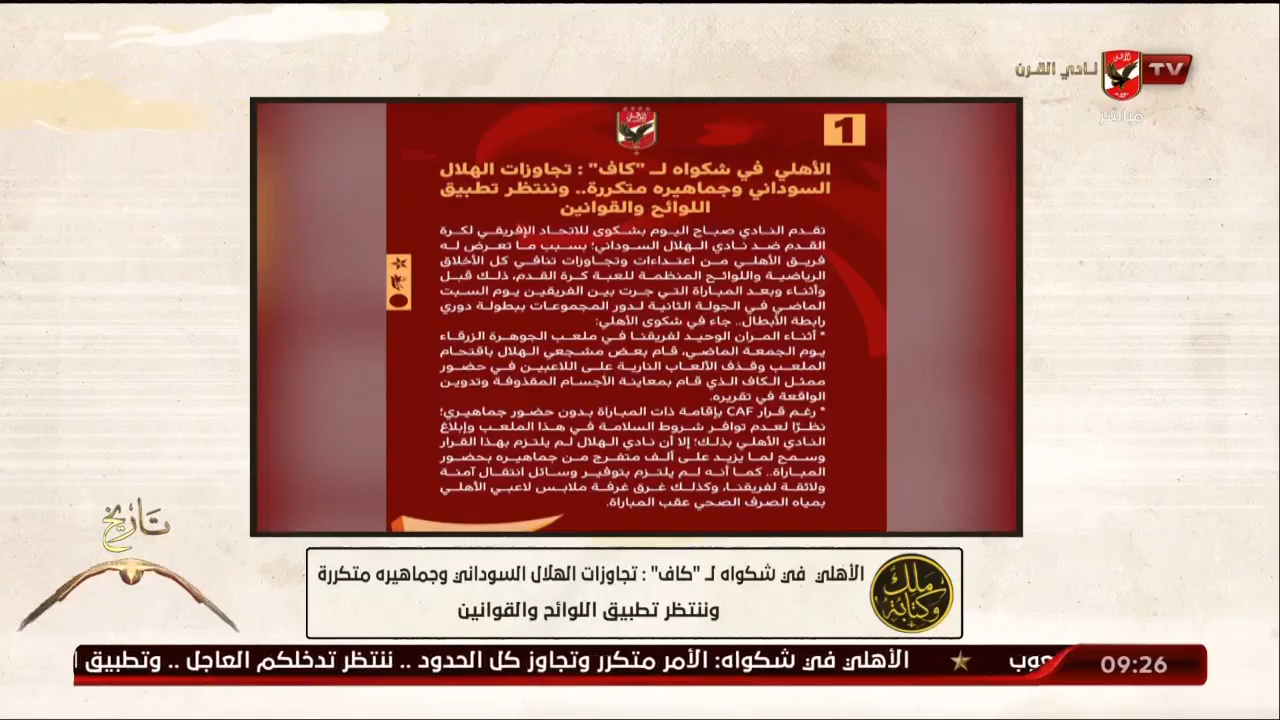 نادي القرن
TV
مباشر
1
الأهلي في شكواه لـ "كاف" : تجاوزات الهلال
السوداني وجماهيره متكررة.. وننتظر تطبيق
اللوائح والقوانين
تقدم النادي صباح اليوم بشكوى للاتحاد الإفريقي لكرة
القدم ضد نادي الهلال السوداني؛ بسبب ما تعرض له
فريق الأهلي من اعتداءات وتجاوزات تنافي كل الأخلاق
الرياضية واللوائح المنظمة للعبة كرة القدم، ذلك قبل
وأثناء وبعد المباراة التي جرت بين الفريقين يوم السبت
الماضي في الجولة الثانية لدور المجموعات ببطولة دوري
رابطة الأبطال.. جاء في شكوى الأهلي:
* أثناء المران الوحيد لفريقنا في ملعب الجوهرة الزرقاء
يوم الجمعة الماضي، قام بعض مشجعي الهلال باقتحام
الملعب وقذف الألعاب النارية على اللاعبين في حضور
ممثل الكاف الذي قام بمعاينة الأجسام المقذوفة وتدوين
الواقعة في تقريره.
* رغم قرار CAF بإقامة ذات المباراة بدون حضور جماهيري؛
نظرًا لعدم توافر شروط السلامة في هذا الملعب وإبلاغ
النادي الأهلي بذلك؛ إلا أن نادي الهلال لم يلتزم بهذا القرار
وسمح لما يزيد على ألف متفرج من جماهيره بحضور
المباراة.. كما أنه لم يلتزم بتوفير وسائل انتقال آمنة
ولائقة لفريقنا، وكذلك غرق غرفة ملابس لاعبي الأهلي
بمياه الصرف الصحي عقب المباراة.
تاريخ
ملك وكتابة
الأهلي في شكواه لـ "كاف" : تجاوزات الهلال السوداني وجماهيره متكررة
وننتظر تطبيق اللوائح والقوانين
09:26
الأهلي في شكواه: الأمر متكرر وتجاوز كل الحدود .. ننتظر تدخلكم العاجل .. وتطبيق